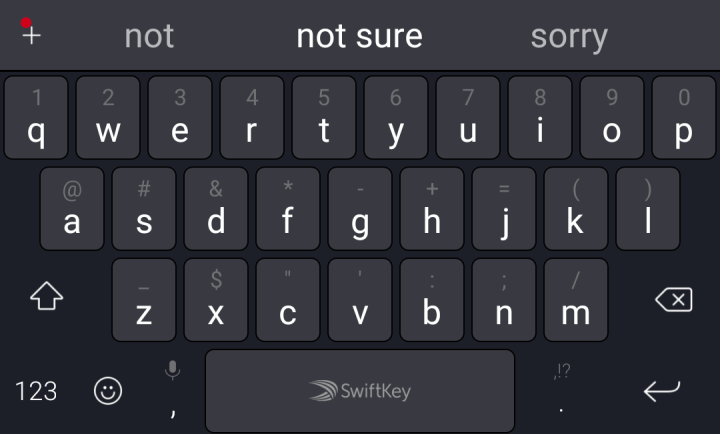 + not not sure sorry
1 2 3 4 5 6 7 8 9 0
q w e r t y u i o p
@ # & * - + = ( )
a s d f g h j k l
_ $ " ' : ; /
z x c v b n m
,!?
123 , SwiftKey .